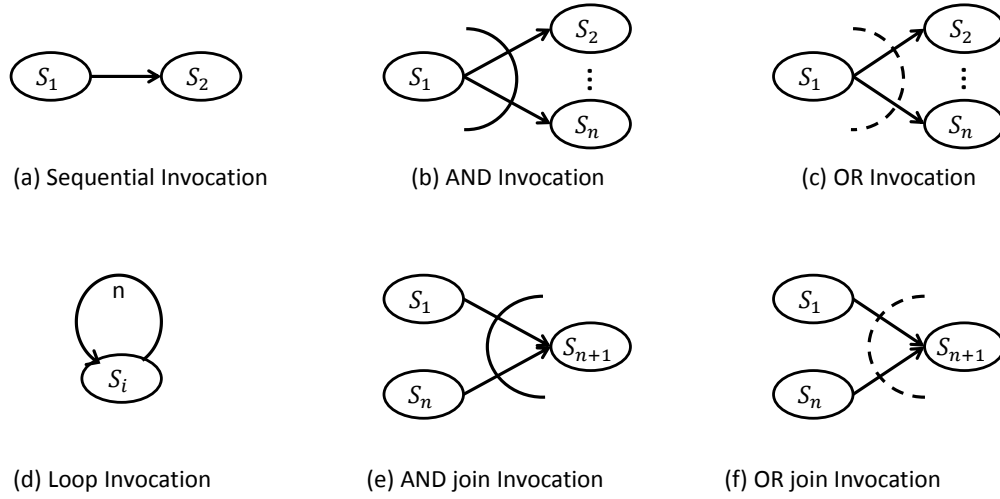 S₁ S₂
S₁ S₂ ⋮ Sₙ
S₁ S₂ ⋮ Sₙ
(a) Sequential Invocation
(b) AND Invocation
(c) OR Invocation
n
Sᵢ
S₁ Sₙ Sₙ₊₁
S₁ Sₙ Sₙ₊₁
(d) Loop Invocation
(e) AND join Invocation
(f) OR join Invocation